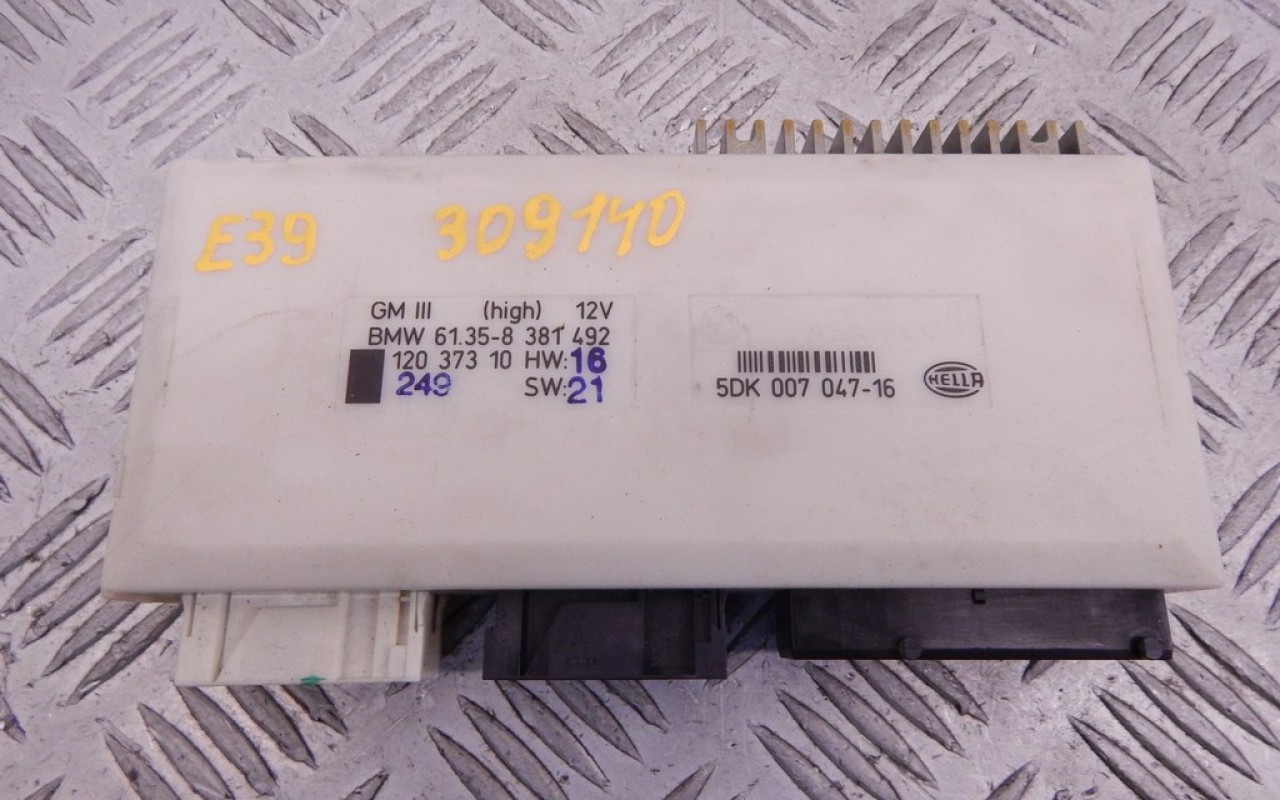 E39 309140
GM III (high) 12V
BMW 61.35-8 381 492
120 373 10 HW: 16
249 SW: 21
5DK 007 047-16
HELLA